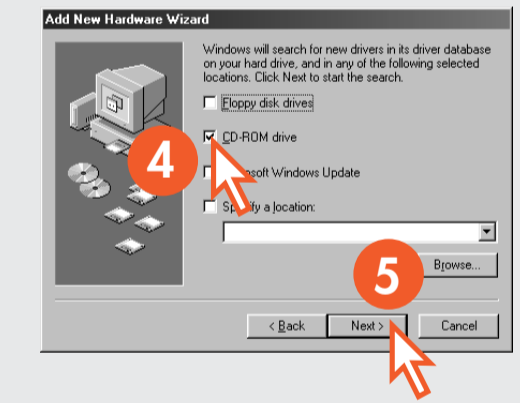 Add New Hardware Wizard
Windows will search for new drivers in its driver database
on your hard drive, and in any of the following selected
locations. Click Next to start the search.
Floppy disk drives
CD-ROM drive
4
Windows Update
Specify a location:
5
Browse...
< Back
Next >
Cancel